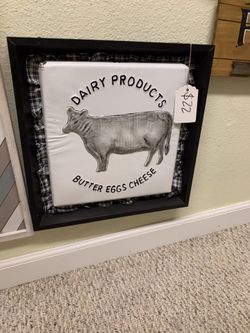 DAIRY PRODUCTS
$22
BUTTER EGGS CHEESE